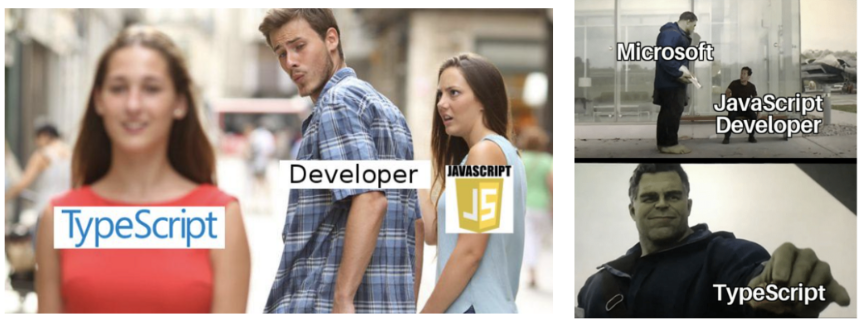 TypeScript
Developer
JAVASCRIPT
JS
Microsoft
JavaScript
Developer
TypeScript